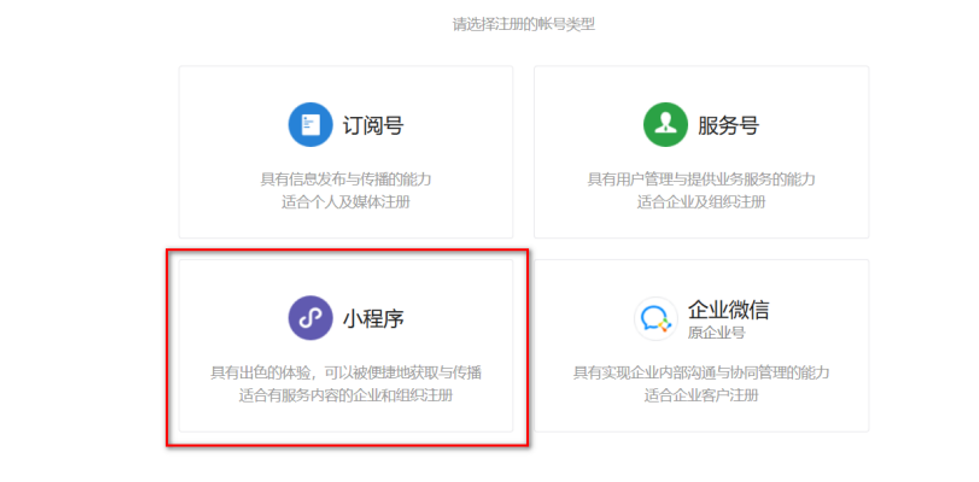 请选择注册的帐号类型
订阅号
具有信息发布与传播的能力
适合个人及媒体注册
服务号
具有用户管理与提供业务服务的能力
适合企业及组织注册
小程序
具有出色的体验，可以被便捷地获取与传播
适合有服务内容的企业和组织注册
企业微信
原企业号
具有实现企业内部沟通与协同管理的能力
适合企业客户注册